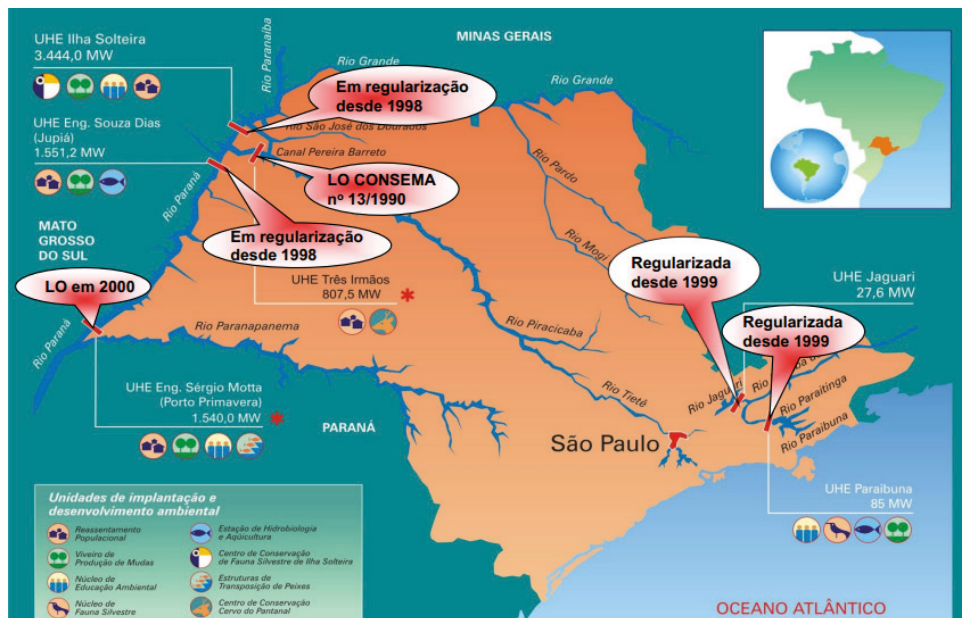 UHE Ilha Solteira
3.444,0 MW
UHE Eng. Souza Dias
(Jupiá)
1.551,2 MW
MATO
GROSSO
DO SUL
LO em 2000
Rio Paraná
UHE Eng. Sérgio Motta
(Porto Primavera)
1.540,0 MW
*
MINAS GERAIS
Rio Paranaíba
Rio Grande
Rio Grande
Em regularização
desde 1998
Rio São José dos Dourados
Canal Pereira Barreto
LO CONSEMA
nº 13/1990
Rio Paraná
Em regularização
desde 1998
UHE Três Irmãos
807,5 MW
*
Rio Paranapanema
PARANÁ
Rio Pardo
Rio Mogi
Rio Piracicaba
Rio Tietê
São Paulo
Regularizada
desde 1999
UHE Jaguari
27,6 MW
Regularizada
desde 1999
Rio Jaguari
Rio
Rio Paraitinga
Rio Paraibuna
UHE Paraibuna
85 MW
Unidades de implantação e
desenvolvimento ambiental
Reassentamento
Populacional
Viveiro de
Produção de Mudas
Núcleo de
Educação Ambiental
Núcleo de
Fauna Silvestre
Estação de Hidrobiologia
e Aqüicultura
Centro de Conservação
de Fauna Silvestre de Ilha Solteira
Estruturas de
Transposição de Peixes
Centro de Conservação
Cervo do Pantanal
OCEANO ATLÂNTICO